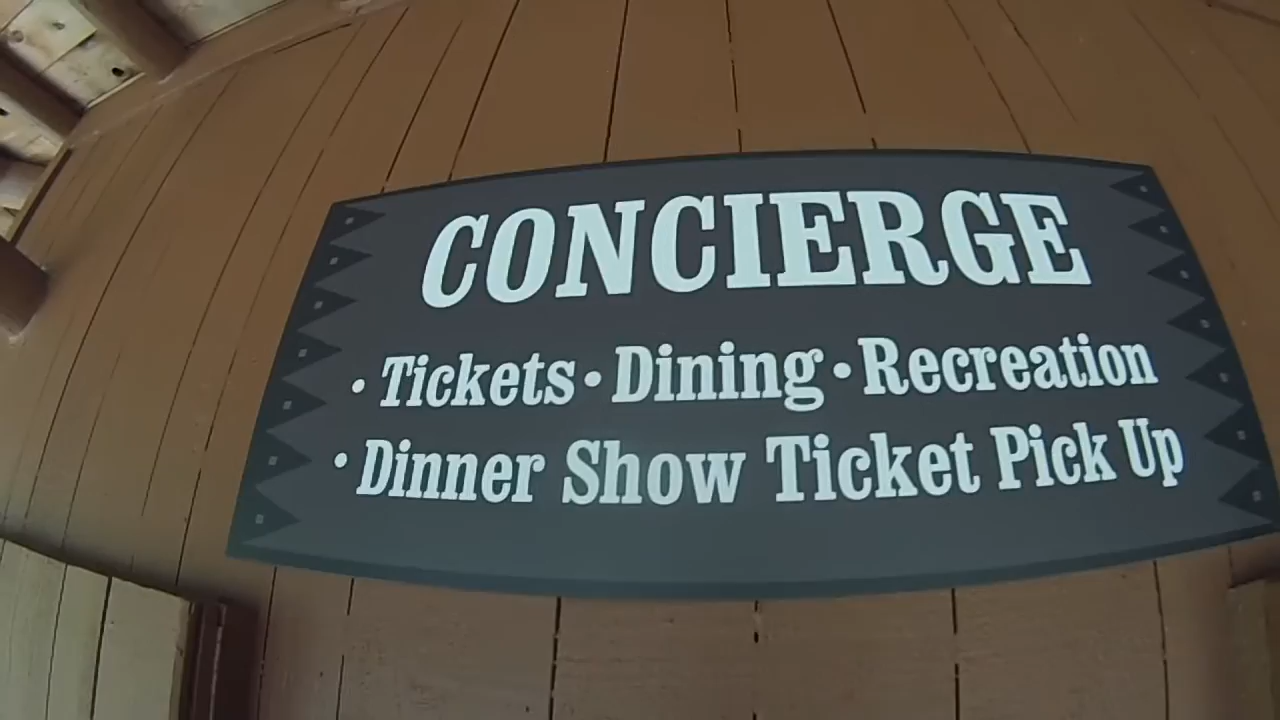 CONCIERGE
· Tickets · Dining · Recreation
· Dinner Show Ticket Pick Up